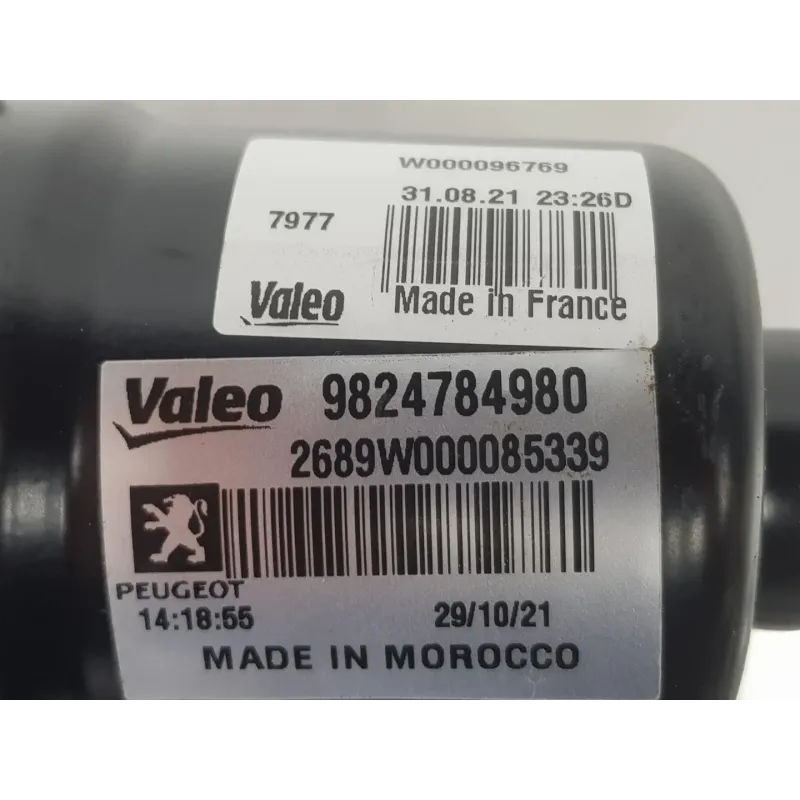 W000096769
31.08.21 23:26D
7977
Valeo Made in France
Valeo 9824784980
2689W000085339
PEUGEOT
14:18:55 29/10/21
MADE IN MOROCCO